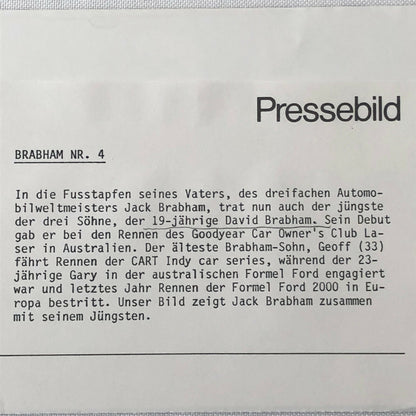 Pressebild
BRABHAM NR. 4
In die Fusstapfen seines Vaters, des dreifachen Automo-
bilweltmeisters Jack Brabham, trat nun auch der jüngste
der drei Söhne, der 19-jährige David Brabham. Sein Debut
gab er bei den Rennen des Goodyear Car Owner's Club La-
ser in Australien. Der älteste Brabham-Sohn, Geoff (33)
fährt Rennen der CART Indy car series, während der 23-
jährige Gary in der australischen Formel Ford engagiert
war und letztes Jahr Rennen der Formel Ford 2000 in Eu-
ropa bestritt. Unser Bild zeigt Jack Brabham zusammen
mit seinem Jüngsten.